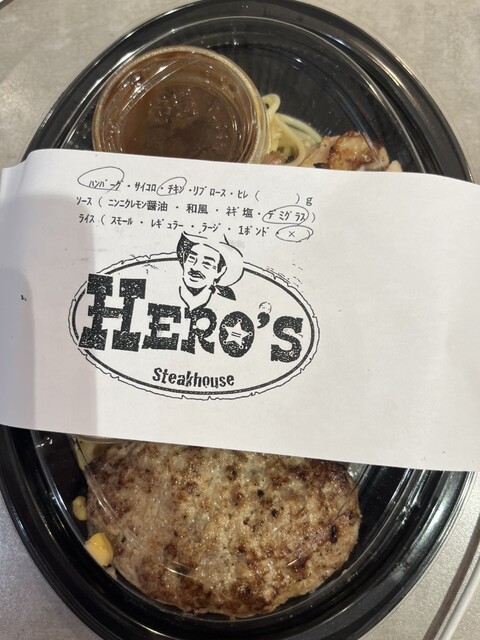 ハンバーグ・サイコロ・チキン・リブロース・ヒレ（　　　）g
ソース（ ニンニクレモン醤油 ・ 和風 ・ ネギ塩 ・ デミグラス）
ライス（ スモール ・ レギュラー ・ ラージ ・ 1ポンド ・ × ）
HERO'S
Steakhouse